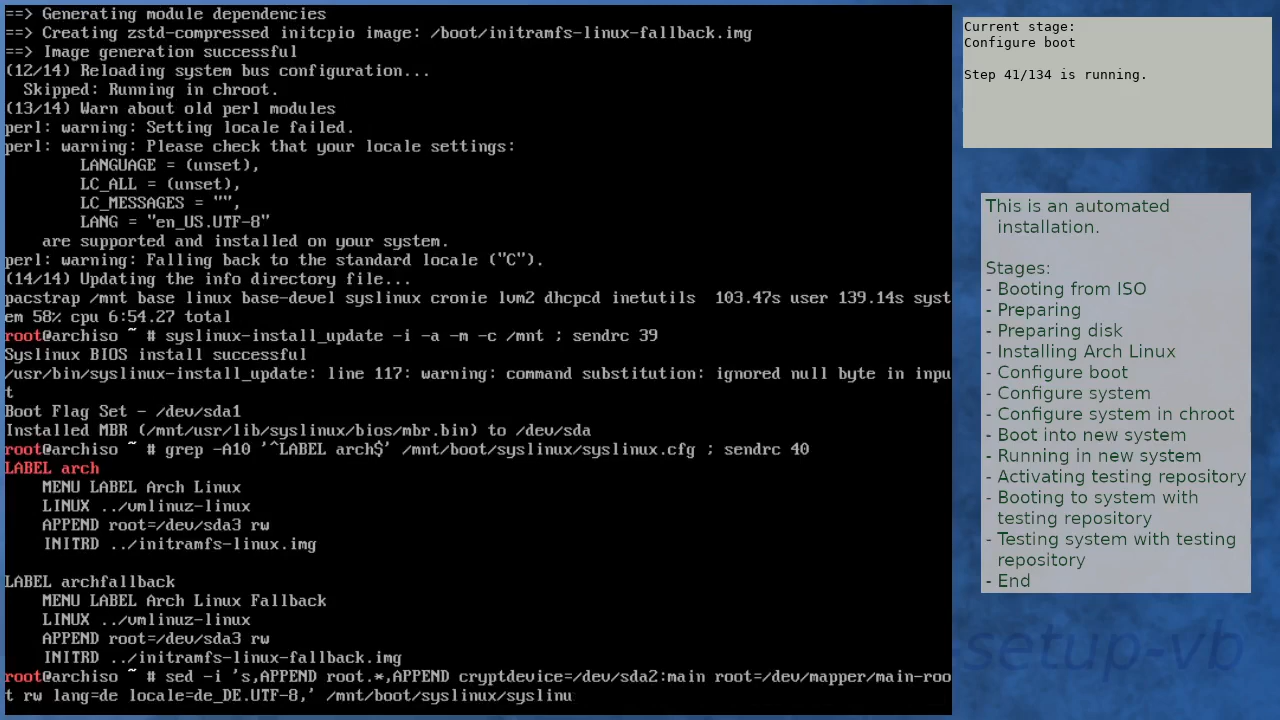 ==> Generating module dependencies
==> Creating zstd-compressed initcpio image: /boot/initramfs-linux-fallback.img
==> Image generation successful
(12/14) Reloading system bus configuration...
  Skipped: Running in chroot.
(13/14) Warn about old perl modules
perl: warning: Setting locale failed.
perl: warning: Please check that your locale settings:
        LANGUAGE = (unset),
        LC_ALL = (unset),
        LC_MESSAGES = "",
        LANG = "en_US.UTF-8"
    are supported and installed on your system.
perl: warning: Falling back to the standard locale ("C").
(14/14) Updating the info directory file...
pacstrap /mnt base linux base-devel syslinux cronie lvm2 dhcpcd inetutils  103.47s user 139.14s syst
em 58% cpu 6:54.27 total
root@archiso ~ # syslinux-install_update -i -a -m -c /mnt ; sendrc 39
Syslinux BIOS install successful
/usr/bin/syslinux-install_update: line 117: warning: command substitution: ignored null byte in inpu
t
Boot Flag Set - /dev/sda1
Installed MBR (/mnt/usr/lib/syslinux/bios/mbr.bin) to /dev/sda
root@archiso ~ # grep -A10 '^LABEL arch$' /mnt/boot/syslinux/syslinux.cfg ; sendrc 40
LABEL arch
    MENU LABEL Arch Linux
    LINUX ../vmlinuz-linux
    APPEND root=/dev/sda3 rw
    INITRD ../initramfs-linux.img

LABEL archfallback
    MENU LABEL Arch Linux Fallback
    LINUX ../vmlinuz-linux
    APPEND root=/dev/sda3 rw
    INITRD ../initramfs-linux-fallback.img
root@archiso ~ # sed -i 's,APPEND root.*,APPEND cryptdevice=/dev/sda2:main root=/dev/mapper/main-roo
t rw lang=de locale=de_DE.UTF-8,' /mnt/boot/syslinux/syslinu
Current stage:
Configure boot

Step 41/134 is running.
This is an automated
installation.

Stages:
- Booting from ISO
- Preparing
- Preparing disk
- Installing Arch Linux
- Configure boot
- Configure system
- Configure system in chroot
- Boot into new system
- Running in new system
- Activating testing repository
- Booting to system with
testing repository
- Testing system with testing
repository
- End
-setup-vb